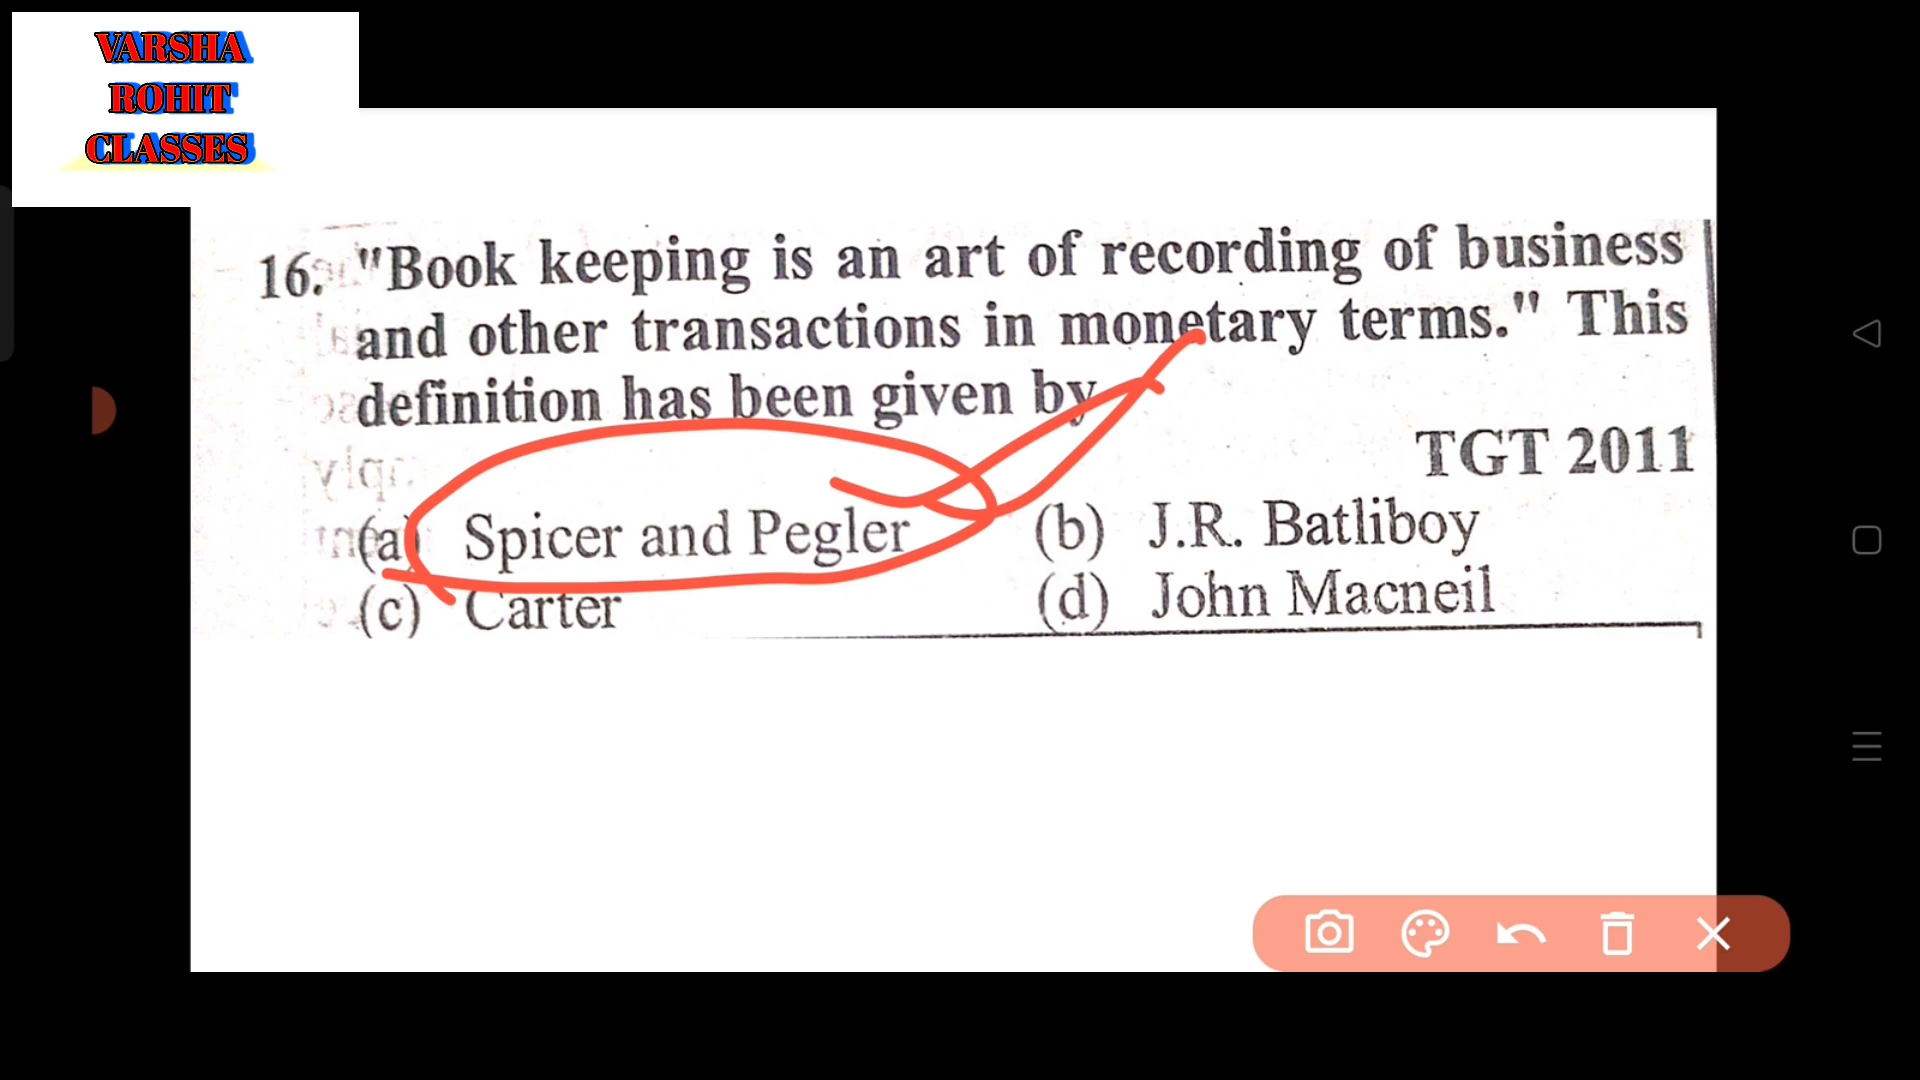 VARSHA
ROHIT
CLASSES
16. "Book keeping is an art of recording of business
and other transactions in monetary terms." This
definition has been given by
TGT 2011
(a) Spicer and Pegler (b) J.R. Batliboy
(c) Carter (d) John Macneil